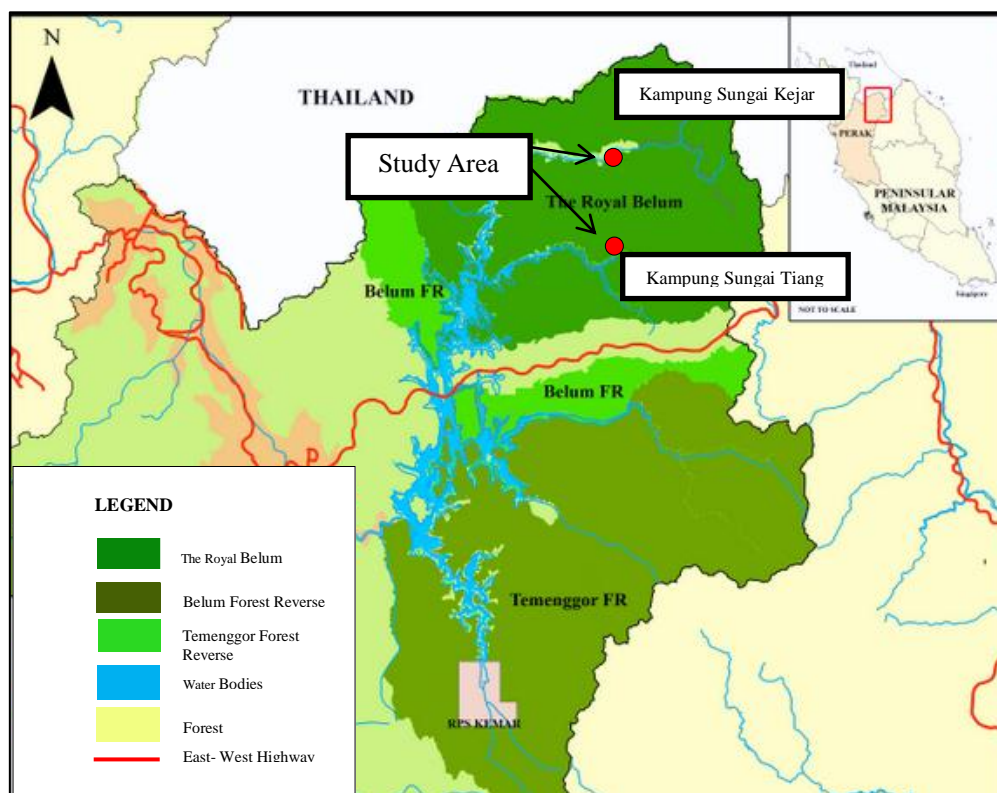 N
THAILAND
Kampung Sungai Kejar
Study Area
The Royal Belum
Kampung Sungai Tiang
Belum FR
Belum FR
Temenggor FR
RPS KEMAR
P
Thailand
PERAK
PENINSULAR
MALAYSIA
Singapore
NOT TO SCALE
LEGEND
The Royal Belum
Belum Forest Reverse
Temenggor Forest
Reverse
Water Bodies
Forest
East- West Highway